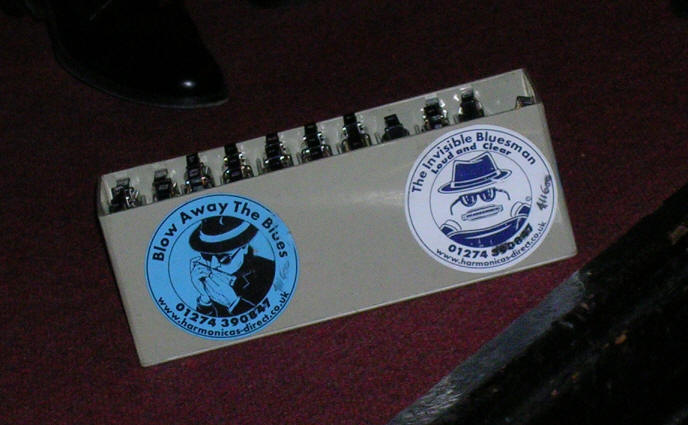 Blow Away The Blues
01274 390847
www.harmonicas-direct.co.uk
The Invisible Bluesman
Loud and Clear
01274 390847
www.harmonicas-direct.co.uk